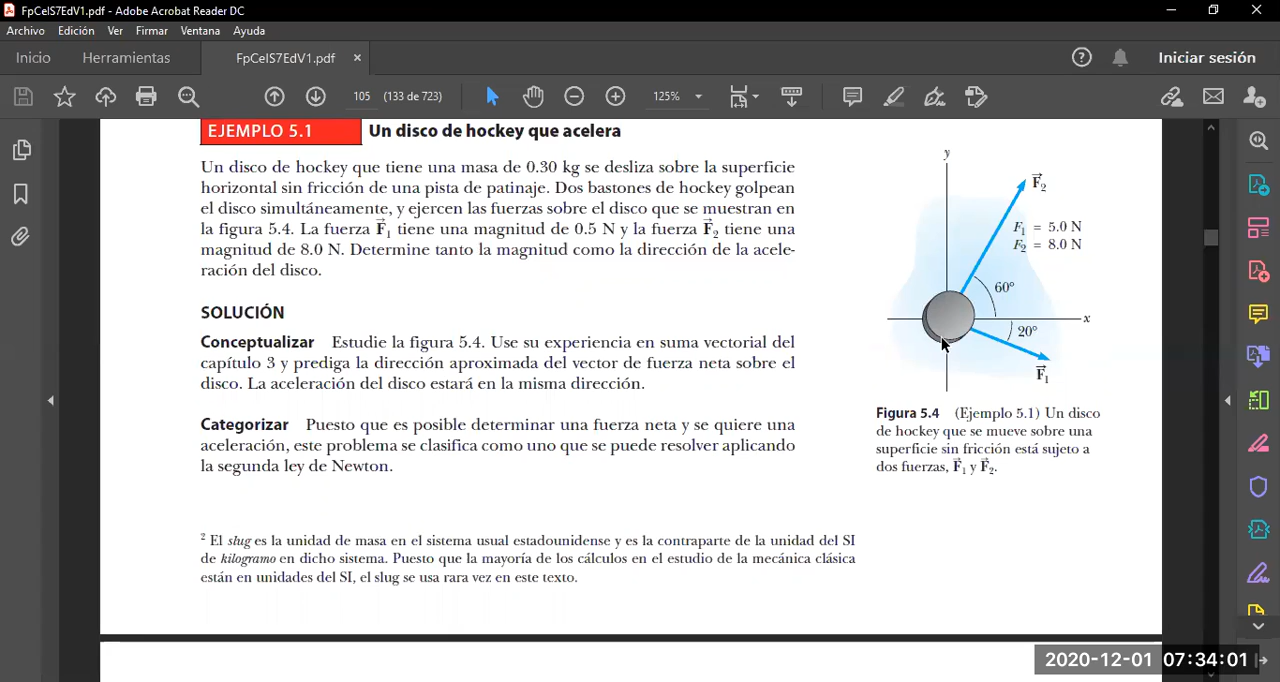 FpCeIS7EdV1.pdf - Adobe Acrobat Reader DC
Archivo Edición Ver Firmar Ventana Ayuda
Inicio Herramientas FpCeIS7EdV1.pdf × Iniciar sesión
105 (133 de 723) 125%
EJEMPLO 5.1 Un disco de hockey que acelera
Un disco de hockey que tiene una masa de 0.30 kg se desliza sobre la superficie
horizontal sin fricción de una pista de patinaje. Dos bastones de hockey golpean
el disco simultáneamente, y ejercen las fuerzas sobre el disco que se muestran en
la figura 5.4. La fuerza F⃗₁ tiene una magnitud de 0.5 N y la fuerza F⃗₂ tiene una
magnitud de 8.0 N. Determine tanto la magnitud como la dirección de la acele-
ración del disco.
SOLUCIÓN
Conceptualizar Estudie la figura 5.4. Use su experiencia en suma vectorial del
capítulo 3 y prediga la dirección aproximada del vector de fuerza neta sobre el
disco. La aceleración del disco estará en la misma dirección.
Categorizar Puesto que es posible determinar una fuerza neta y se quiere una
aceleración, este problema se clasifica como uno que se puede resolver aplicando
la segunda ley de Newton.
² El slug es la unidad de masa en el sistema usual estadounidense y es la contraparte de la unidad del SI
de kilogramo en dicho sistema. Puesto que la mayoría de los cálculos en el estudio de la mecánica clásica
están en unidades del SI, el slug se usa rara vez en este texto.
y
F⃗₂
F₁ = 5.0 N
F₂ = 8.0 N
60°
x
20°
F⃗₁
Figura 5.4 (Ejemplo 5.1) Un disco
de hockey que se mueve sobre una
superficie sin fricción está sujeto a
dos fuerzas, F⃗₁ y F⃗₂.
2020-12-01 07:34:01